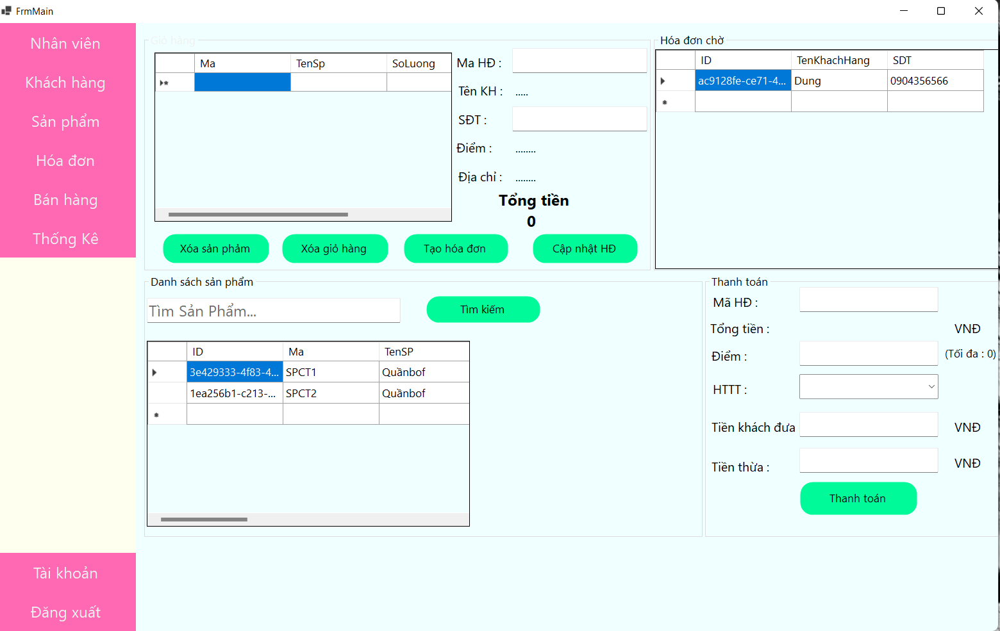 FrmMain
Nhân viên
Khách hàng
Sản phẩm
Hóa đơn
Bán hàng
Thống Kê
Tài khoản
Đăng xuất
Giỏ hàng
Ma TenSp SoLuong
Ma HĐ :
Tên KH : .....
SĐT :
Điểm : ........
Địa chỉ : ........
Tổng tiền
0
Xóa sản phảm Xóa giỏ hàng Tạo hóa đơn Cập nhật HĐ
Hóa đơn chờ
ID TenKhachHang SDT
ac9128fe-ce71-4... Dung 0904356566
Danh sách sản phẩm
Tìm Sản Phẩm... Tìm kiếm
ID Ma TenSP
3e429333-4f83-4... SPCT1 Quầnbof
1ea256b1-c213-... SPCT2 Quầnbof
Thanh toán
Mã HĐ :
Tổng tiền : VNĐ
Điểm : (Tối đa : 0)
HTTT :
Tiền khách đưa VNĐ
Tiền thừa : VNĐ
Thanh toán